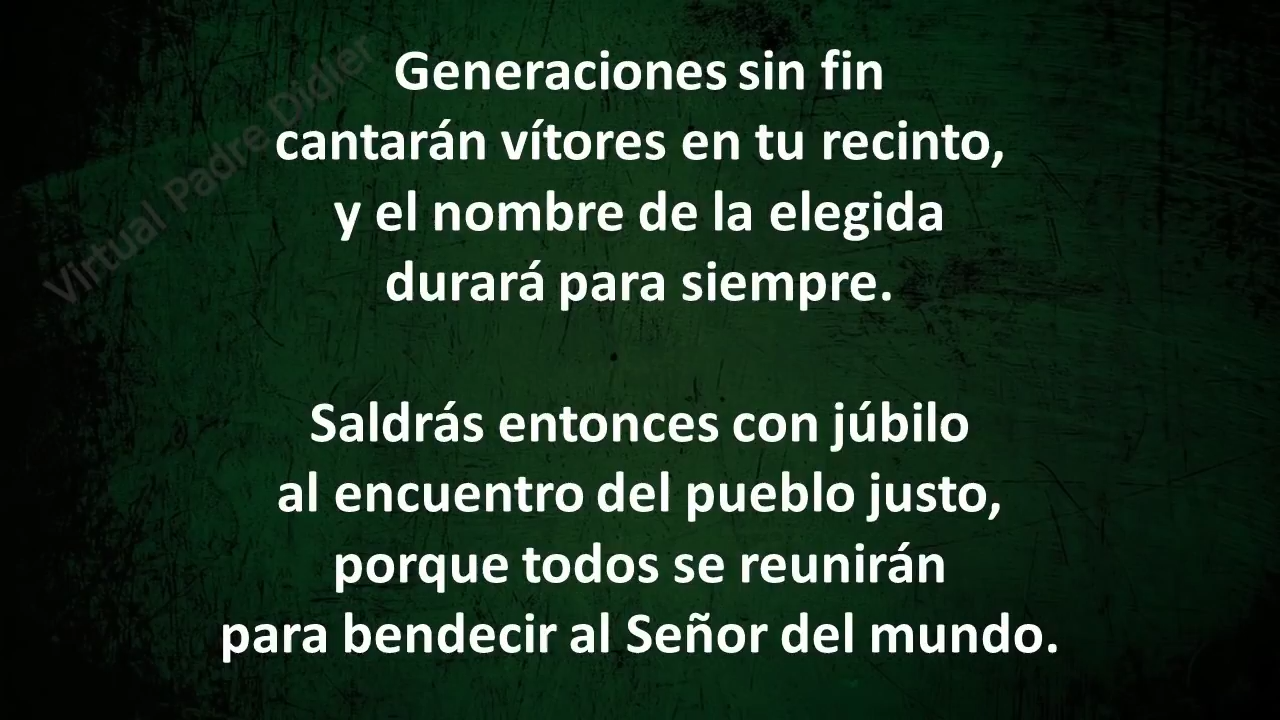 Virtual Padre Didier
Generaciones sin fin
cantarán vítores en tu recinto,
y el nombre de la elegida
durará para siempre.
Saldrás entonces con júbilo
al encuentro del pueblo justo,
porque todos se reunirán
para bendecir al Señor del mundo.